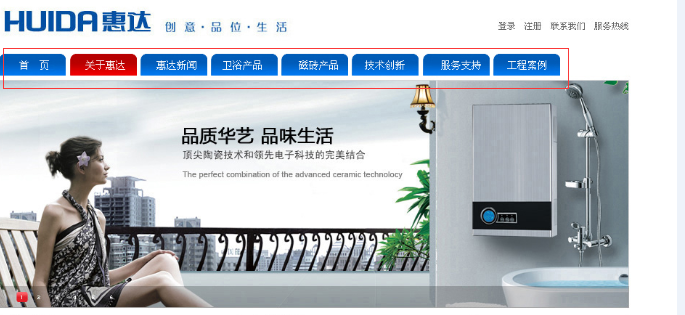 HUIDA惠达 创意·品位·生活
登录 注册 联系我们 服务热线
首 页 关于惠达 惠达新闻 卫浴产品 磁砖产品 技术创新 服务支持 工程案例
品质华艺 品味生活
顶尖陶瓷技术和领先电子科技的完美结合
The perfect combination of the advanced ceramic technology